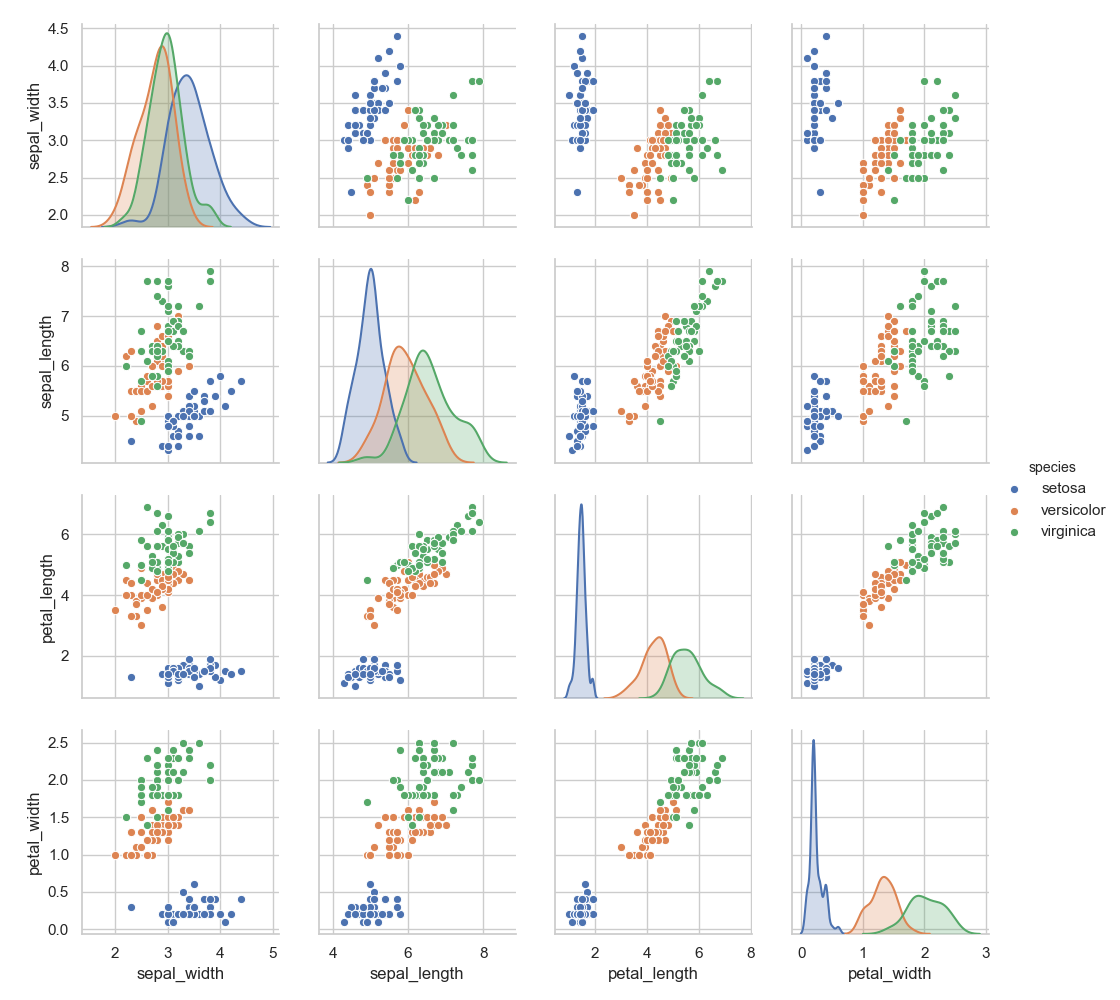 sepal_width
4.5
4.0
3.5
3.0
2.5
2.0
sepal_length
8
7
6
5
species
setosa
versicolor
virginica
petal_length
6
4
2
petal_width
2.5
2.0
1.5
1.0
0.5
0.0
2 3 4 5
4 6 8
2 4 6 8
0 1 2 3
sepal_width
sepal_length
petal_length
petal_width